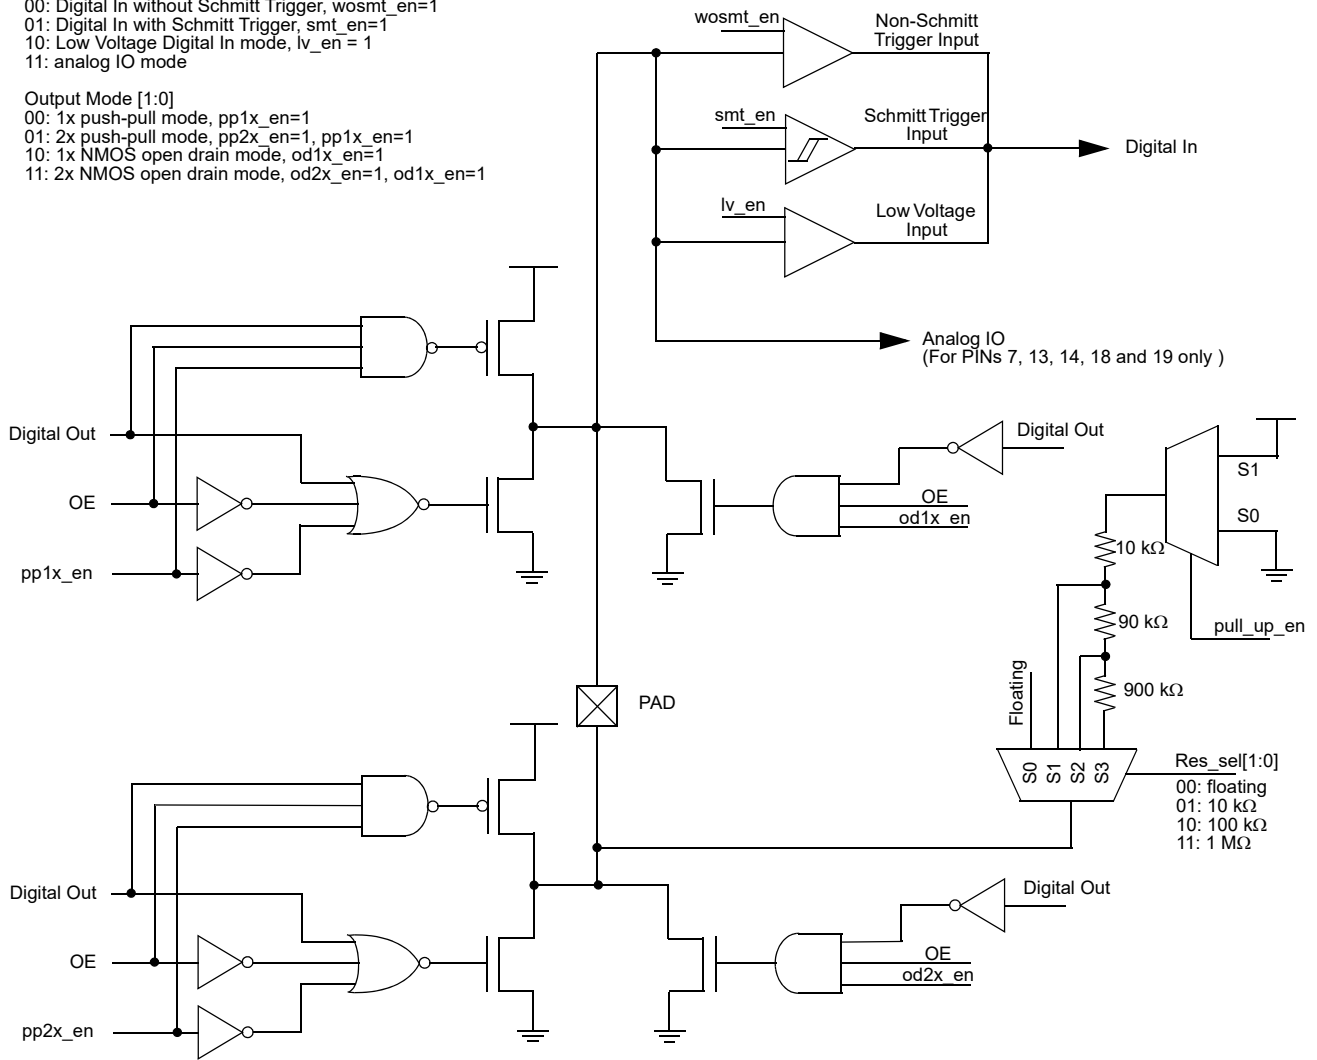 00: Digital In without Schmitt Trigger, wosmt_en=1
01: Digital In with Schmitt Trigger, smt_en=1
10: Low Voltage Digital In mode, lv_en = 1
11: analog IO mode
Output Mode [1:0]
00: 1x push-pull mode, pp1x_en=1
01: 2x push-pull mode, pp2x_en=1, pp1x_en=1
10: 1x NMOS open drain mode, od1x_en=1
11: 2x NMOS open drain mode, od2x_en=1, od1x_en=1
wosmt_en
Non-Schmitt
Trigger Input
smt_en
Schmitt Trigger
Input
Digital In
lv_en
Low Voltage
Input
Analog IO
(For PINs 7, 13, 14, 18 and 19 only )
Digital Out
OE
pp1x_en
Digital Out
OE
od1x_en
S1
S0
10 kΩ
90 kΩ
pull_up_en
900 kΩ
Floating
PAD
S0
S1
S2
S3
Res_sel[1:0]
00: floating
01: 10 kΩ
10: 100 kΩ
11: 1 MΩ
Digital Out
OE
pp2x_en
Digital Out
OE
od2x_en